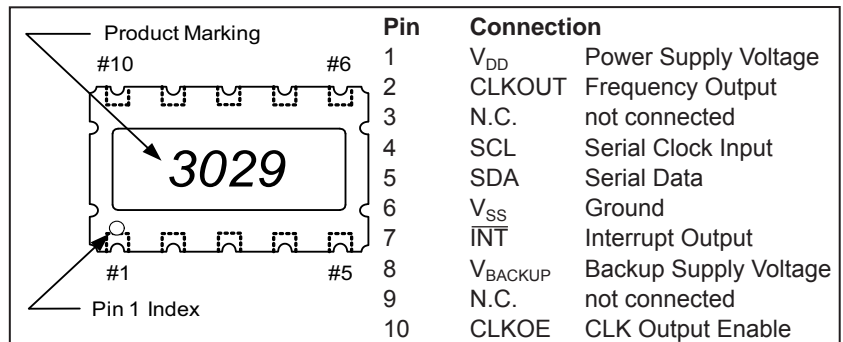 Product Marking
#10 #6
3029
#1 #5
Pin 1 Index
Pin Connection
1 VDD Power Supply Voltage
2 CLKOUT Frequency Output
3 N.C. not connected
4 SCL Serial Clock Input
5 SDA Serial Data
6 VSS Ground
7 I̅N̅T̅ Interrupt Output
8 VBACKUP Backup Supply Voltage
9 N.C. not connected
10 CLKOE CLK Output Enable